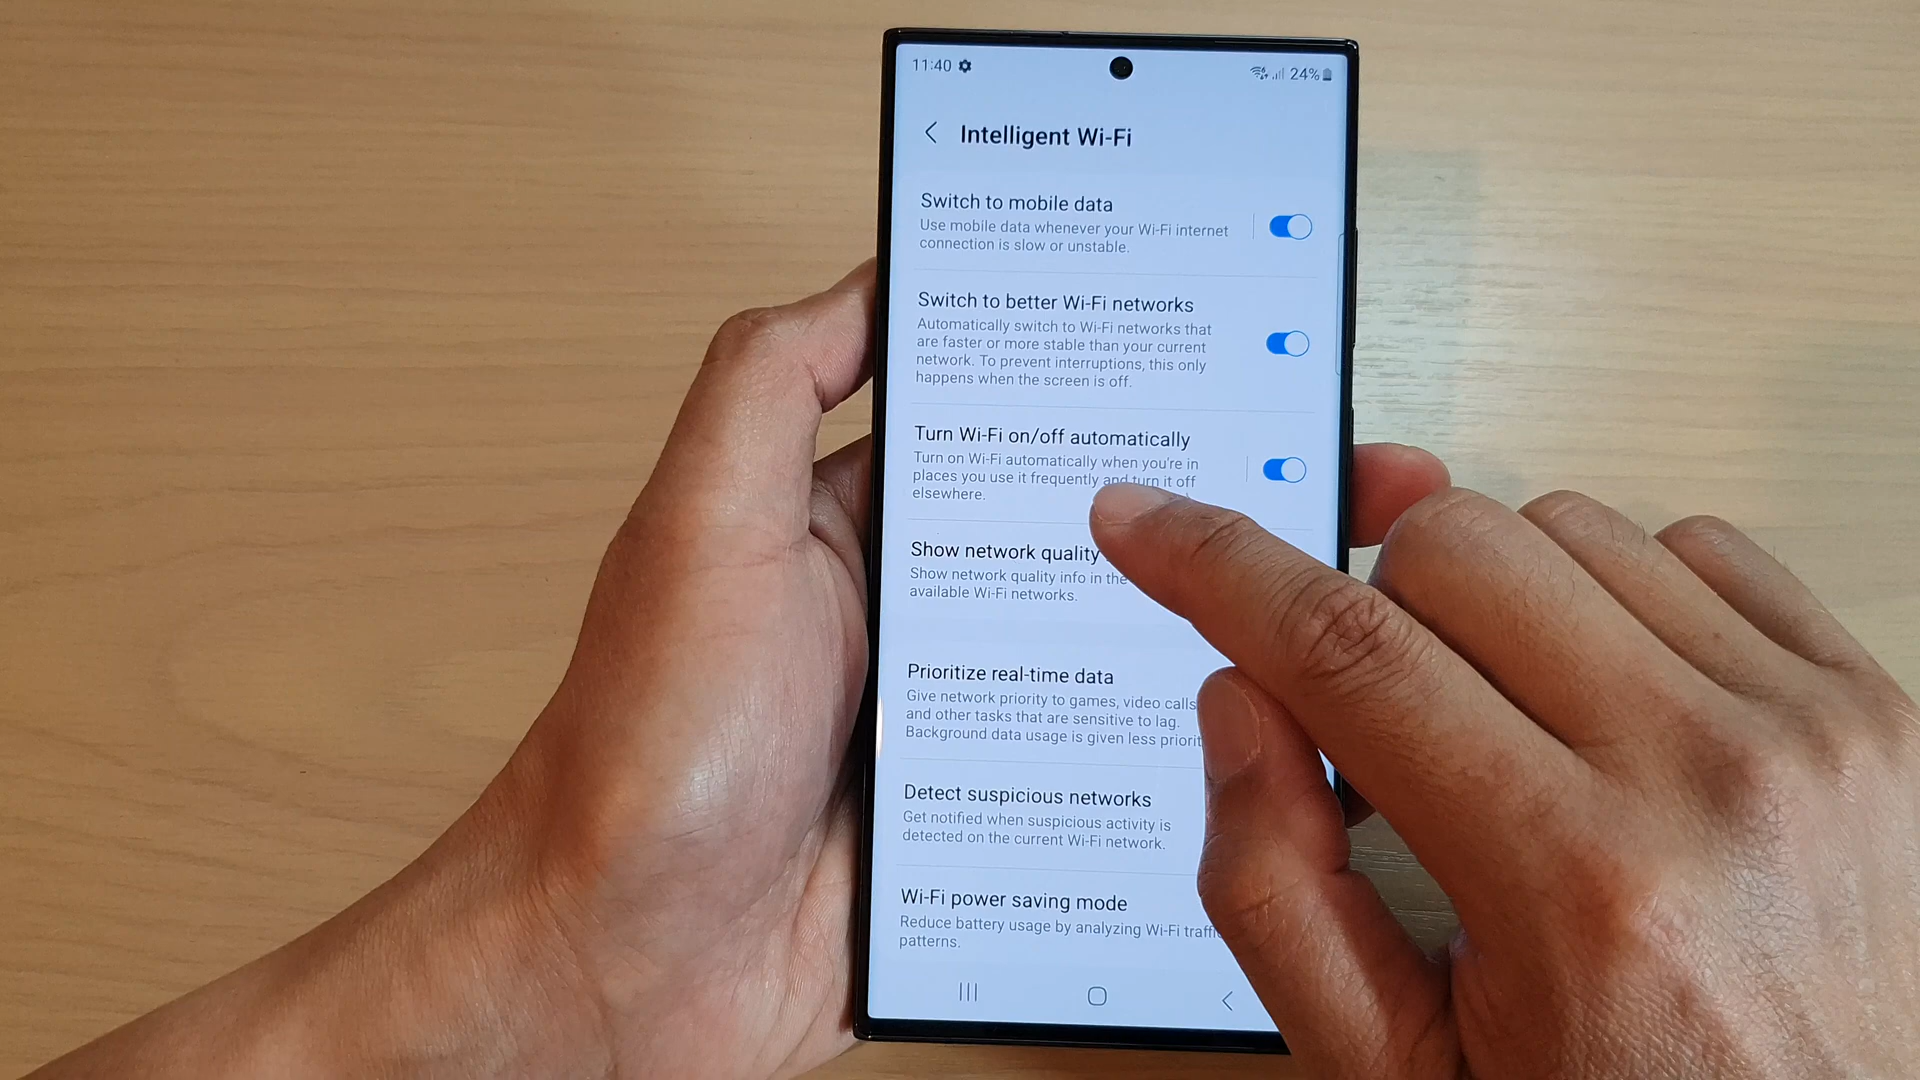 11:40
24%
Intelligent Wi-Fi
Switch to mobile data
Use mobile data whenever your Wi-Fi internet
connection is slow or unstable.
Switch to better Wi-Fi networks
Automatically switch to Wi-Fi networks that
are faster or more stable than your current
network. To prevent interruptions, this only
happens when the screen is off.
Turn Wi-Fi on/off automatically
Turn on Wi-Fi automatically when you're in
places you use it frequently and turn it off
elsewhere.
Show network quality
Show network quality info in the
available Wi-Fi networks.
Prioritize real-time data
Give network priority to games, video calls
and other tasks that are sensitive to lag.
Background data usage is given less
Detect suspicious networks
Get notified when suspicious activity is
detected on the current Wi-Fi network.
Wi-Fi power saving mode
Reduce battery usage by analyzing Wi-Fi traffic
patterns.